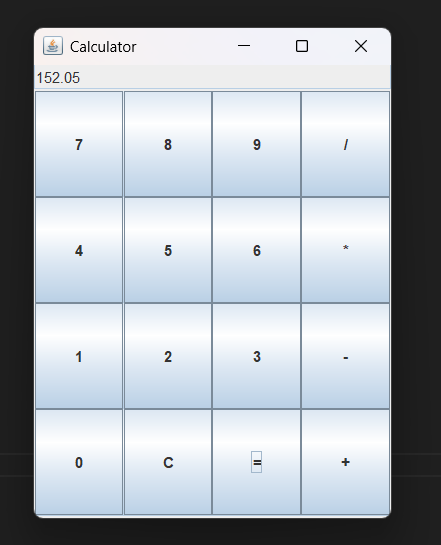 Calculator
152.05
7 8 9 /
4 5 6 *
1 2 3 -
0 C = +